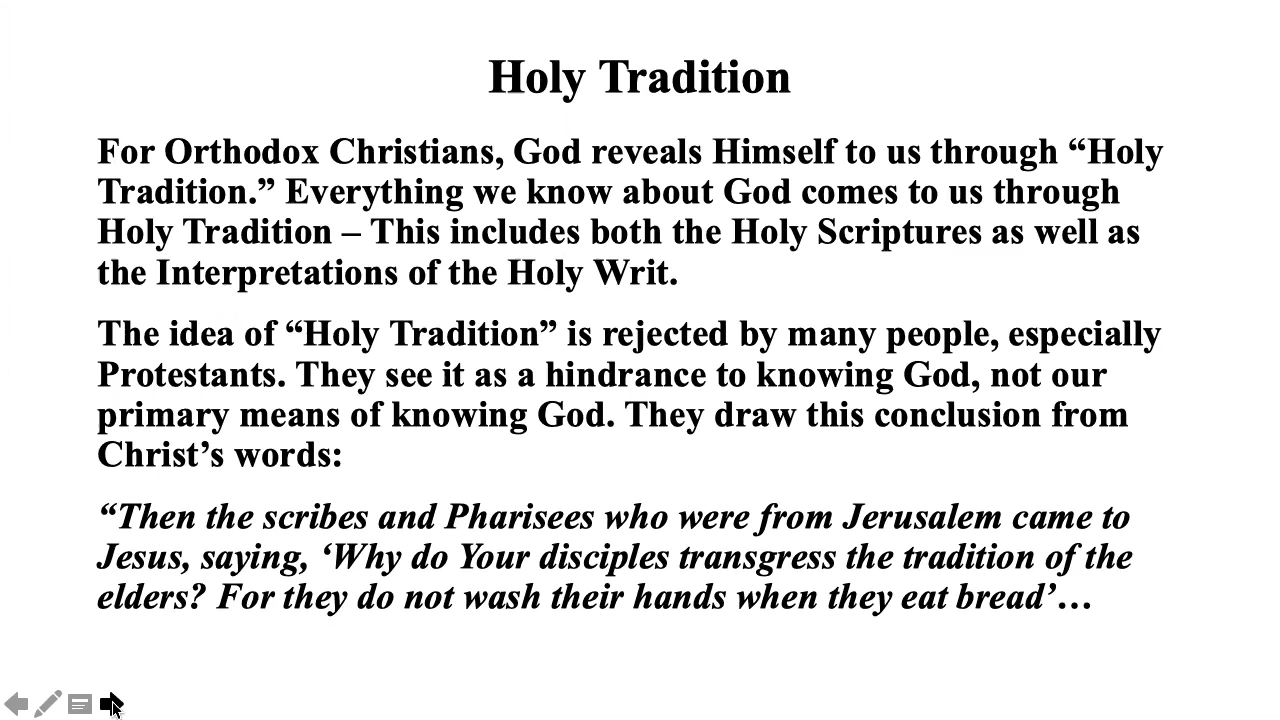 Holy Tradition
For Orthodox Christians, God reveals Himself to us through “Holy
Tradition.” Everything we know about God comes to us through
Holy Tradition – This includes both the Holy Scriptures as well as
the Interpretations of the Holy Writ.
The idea of “Holy Tradition” is rejected by many people, especially
Protestants. They see it as a hindrance to knowing God, not our
primary means of knowing God. They draw this conclusion from
Christ’s words:
“Then the scribes and Pharisees who were from Jerusalem came to
Jesus, saying, ‘Why do Your disciples transgress the tradition of the
elders? For they do not wash their hands when they eat bread’…